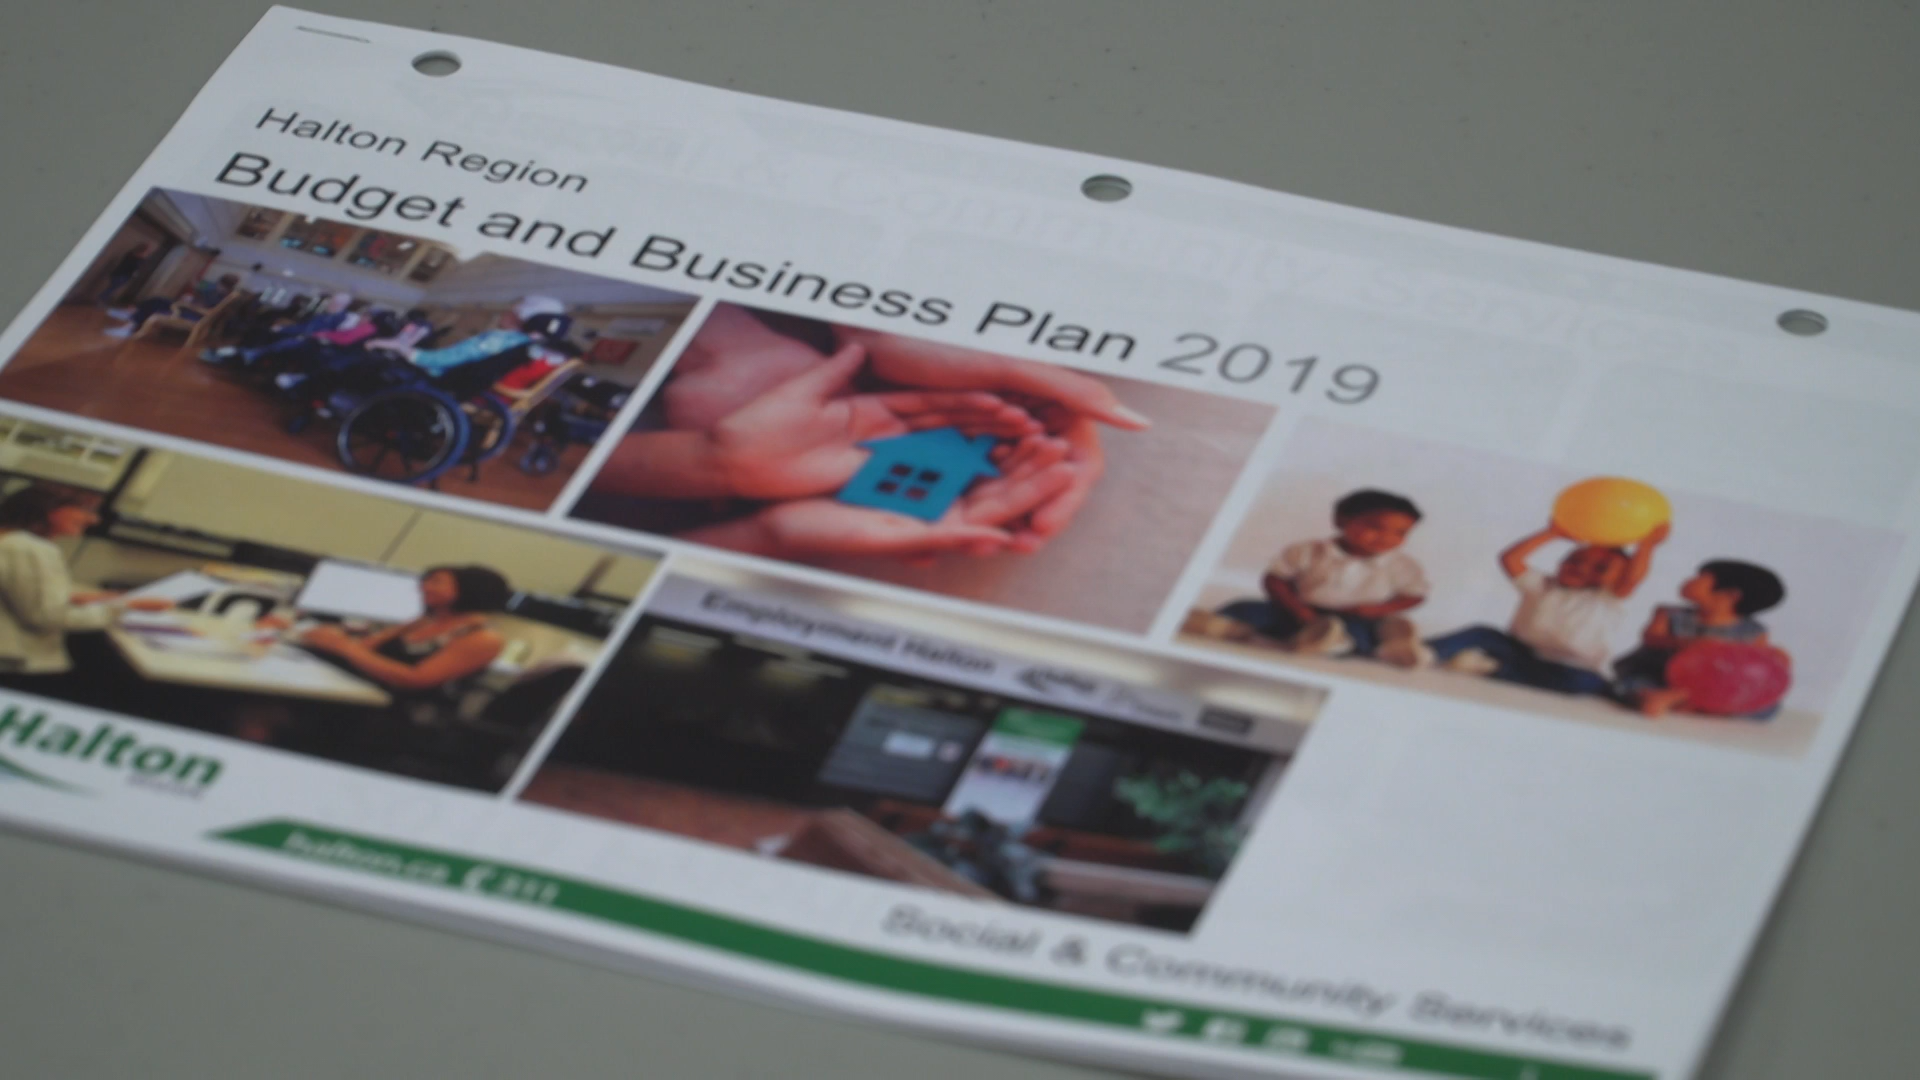 Halton Region
Budget and Business Plan 2019
Employment Halton
Halton
halton.ca 311
Social & Community Services